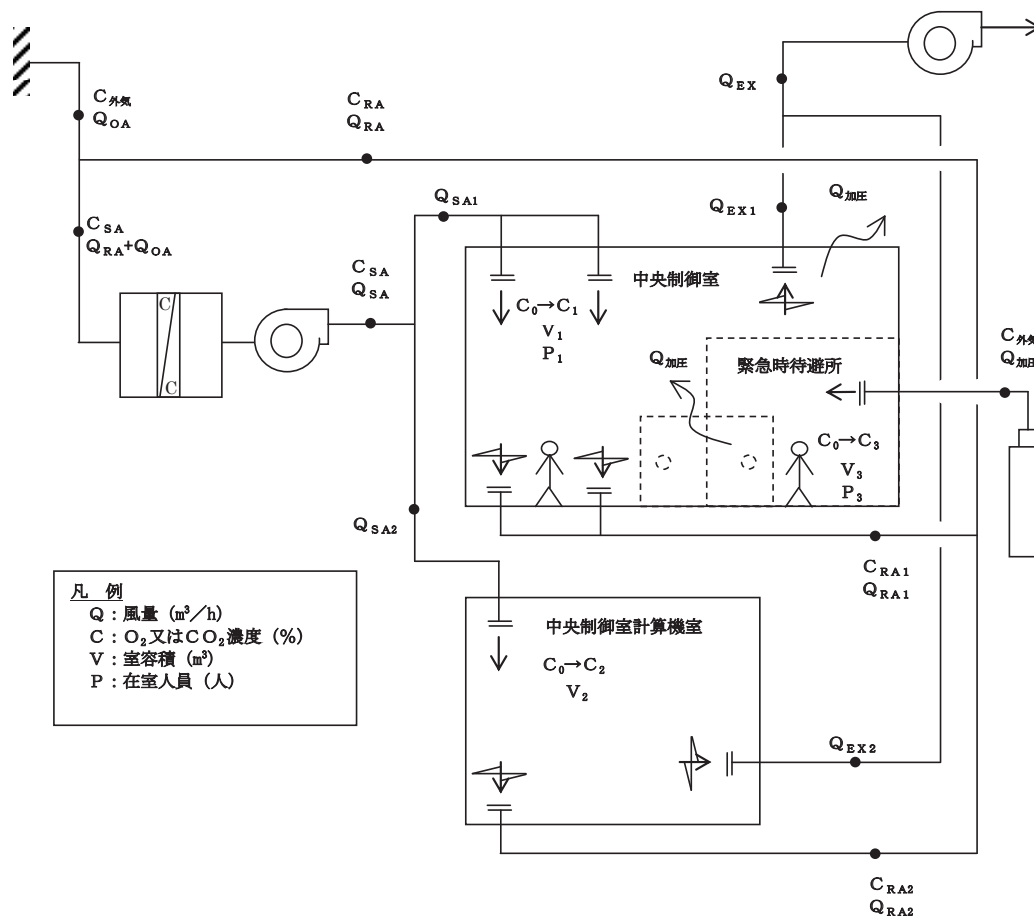 QEX
C外気
QOA
CRA
QRA
QSA1
QEX1
Q加圧
CSA
QRA+QOA
CSA
QSA
中央制御室
C0→C1
V1
P1
Q加圧
緊急時待避所
C外気
Q加圧
C0→C3
V3
P3
C
C
QSA2
CRA1
QRA1
凡 例
Q:風量(m³/h)
C:O2又はCO2濃度(%)
V:室容積(m³)
P:在室人員(人)
中央制御室計算機室
C0→C2
V2
QEX2
CRA2
QRA2